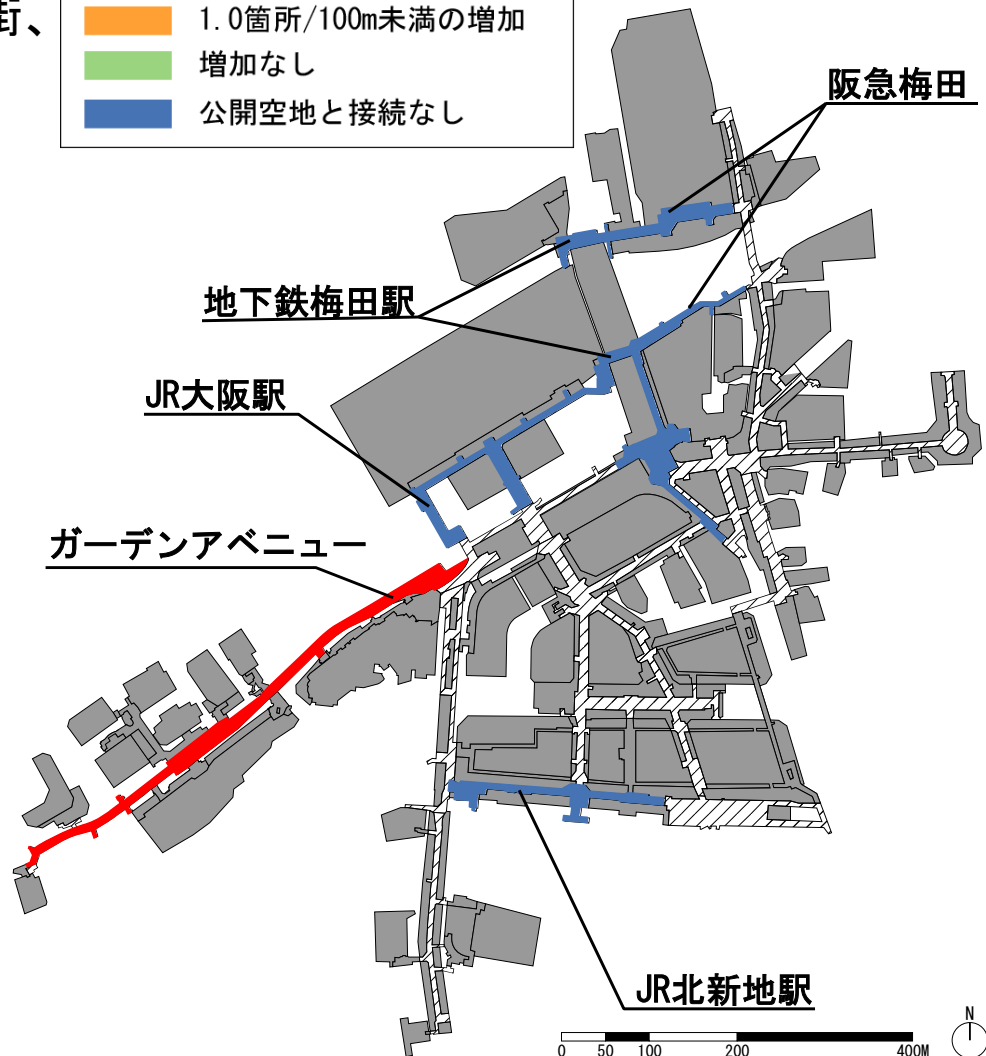 街、
1.0箇所/100m未満の増加
増加なし
公開空地と接続なし
阪急梅田
地下鉄梅田駅
JR大阪駅
ガーデンアベニュー
JR北新地駅
N
0 50 100 200 400M